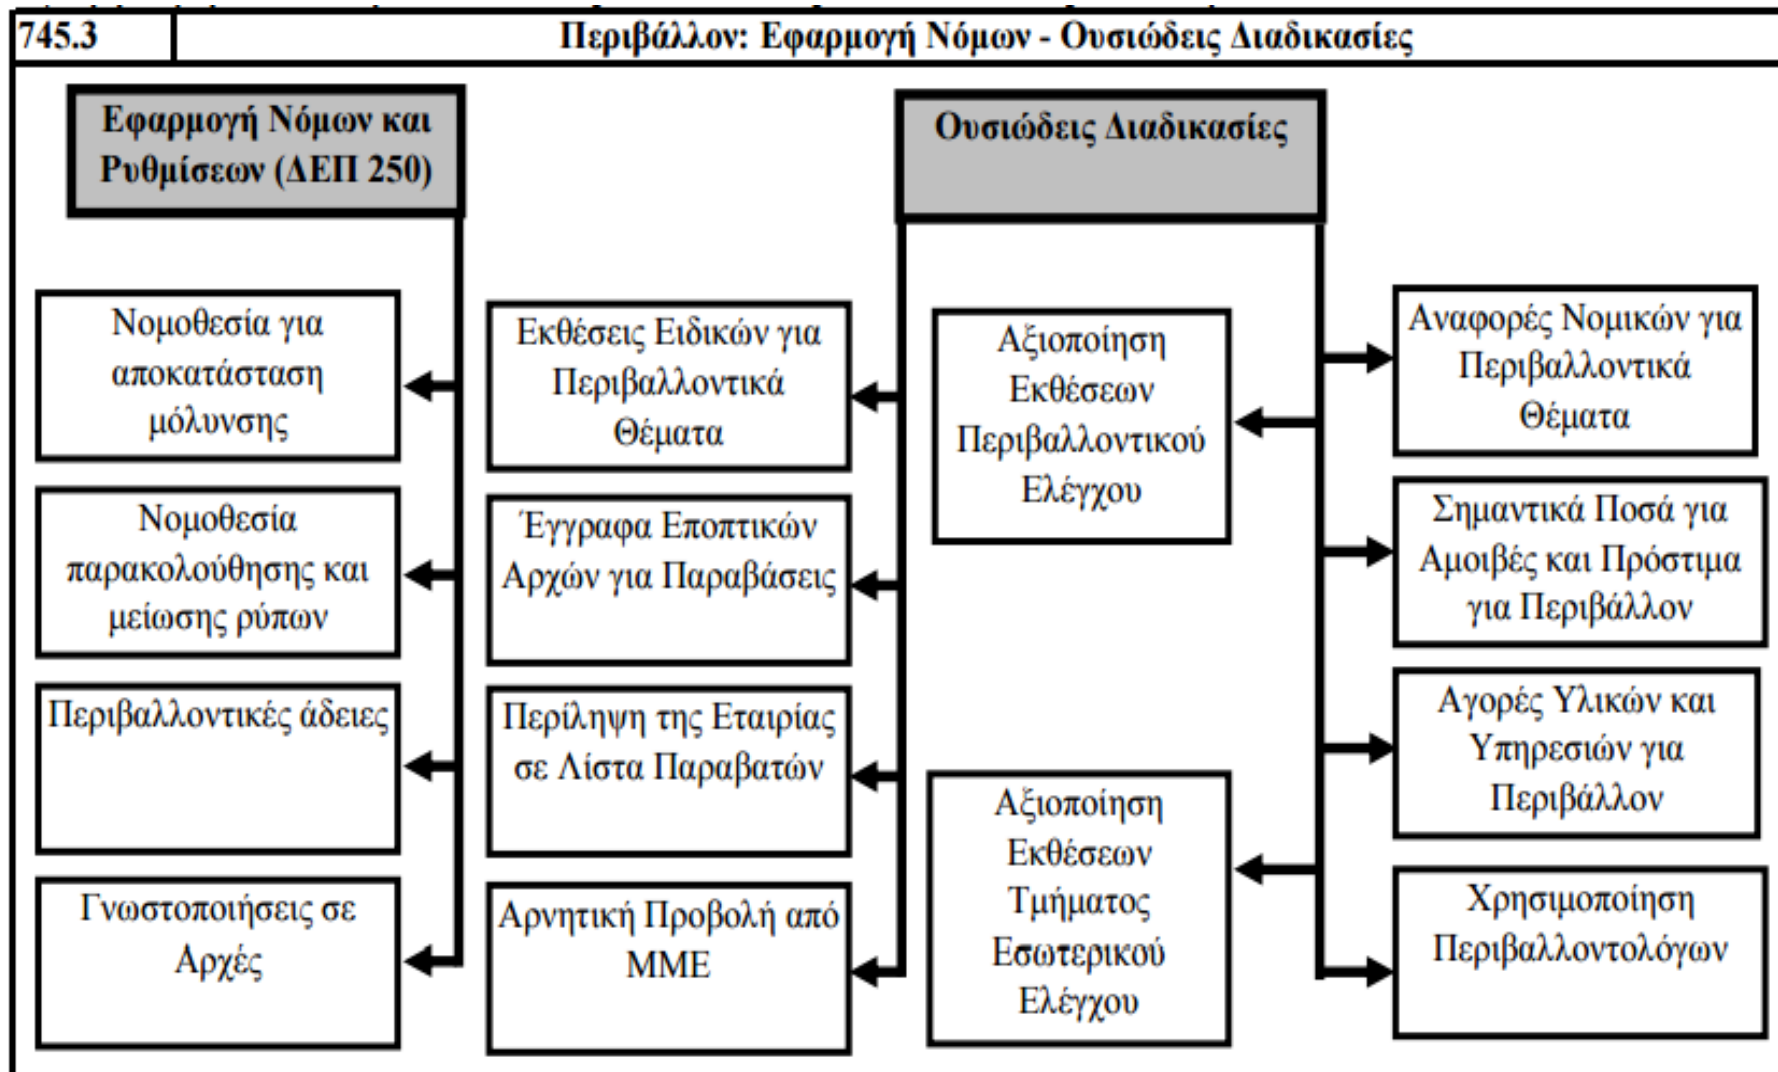 745.3
Περιβάλλον: Εφαρμογή Νόμων - Ουσιώδεις Διαδικασίες
Εφαρμογή Νόμων και
Ρυθμίσεων (ΔΕΠ 250)
Νομοθεσία για
αποκατάσταση
μόλυνσης
Νομοθεσία
παρακολούθησης και
μείωσης ρύπων
Περιβαλλοντικές άδειες
Γνωστοποιήσεις σε
Αρχές
Ουσιώδεις Διαδικασίες
Εκθέσεις Ειδικών για
Περιβαλλοντικά
Θέματα
Έγγραφα Εποπτικών
Αρχών για Παραβάσεις
Περίληψη της Εταιρίας
σε Λίστα Παραβατών
Αρνητική Προβολή από
ΜΜΕ
Αξιοποίηση
Εκθέσεων
Περιβαλλοντικού
Ελέγχου
Αξιοποίηση
Εκθέσεων
Τμήματος
Εσωτερικού
Ελέγχου
Αναφορές Νομικών για
Περιβαλλοντικά
Θέματα
Σημαντικά Ποσά για
Αμοιβές και Πρόστιμα
για Περιβάλλον
Αγορές Υλικών και
Υπηρεσιών για
Περιβάλλον
Χρησιμοποίηση
Περιβαλλοντολόγων